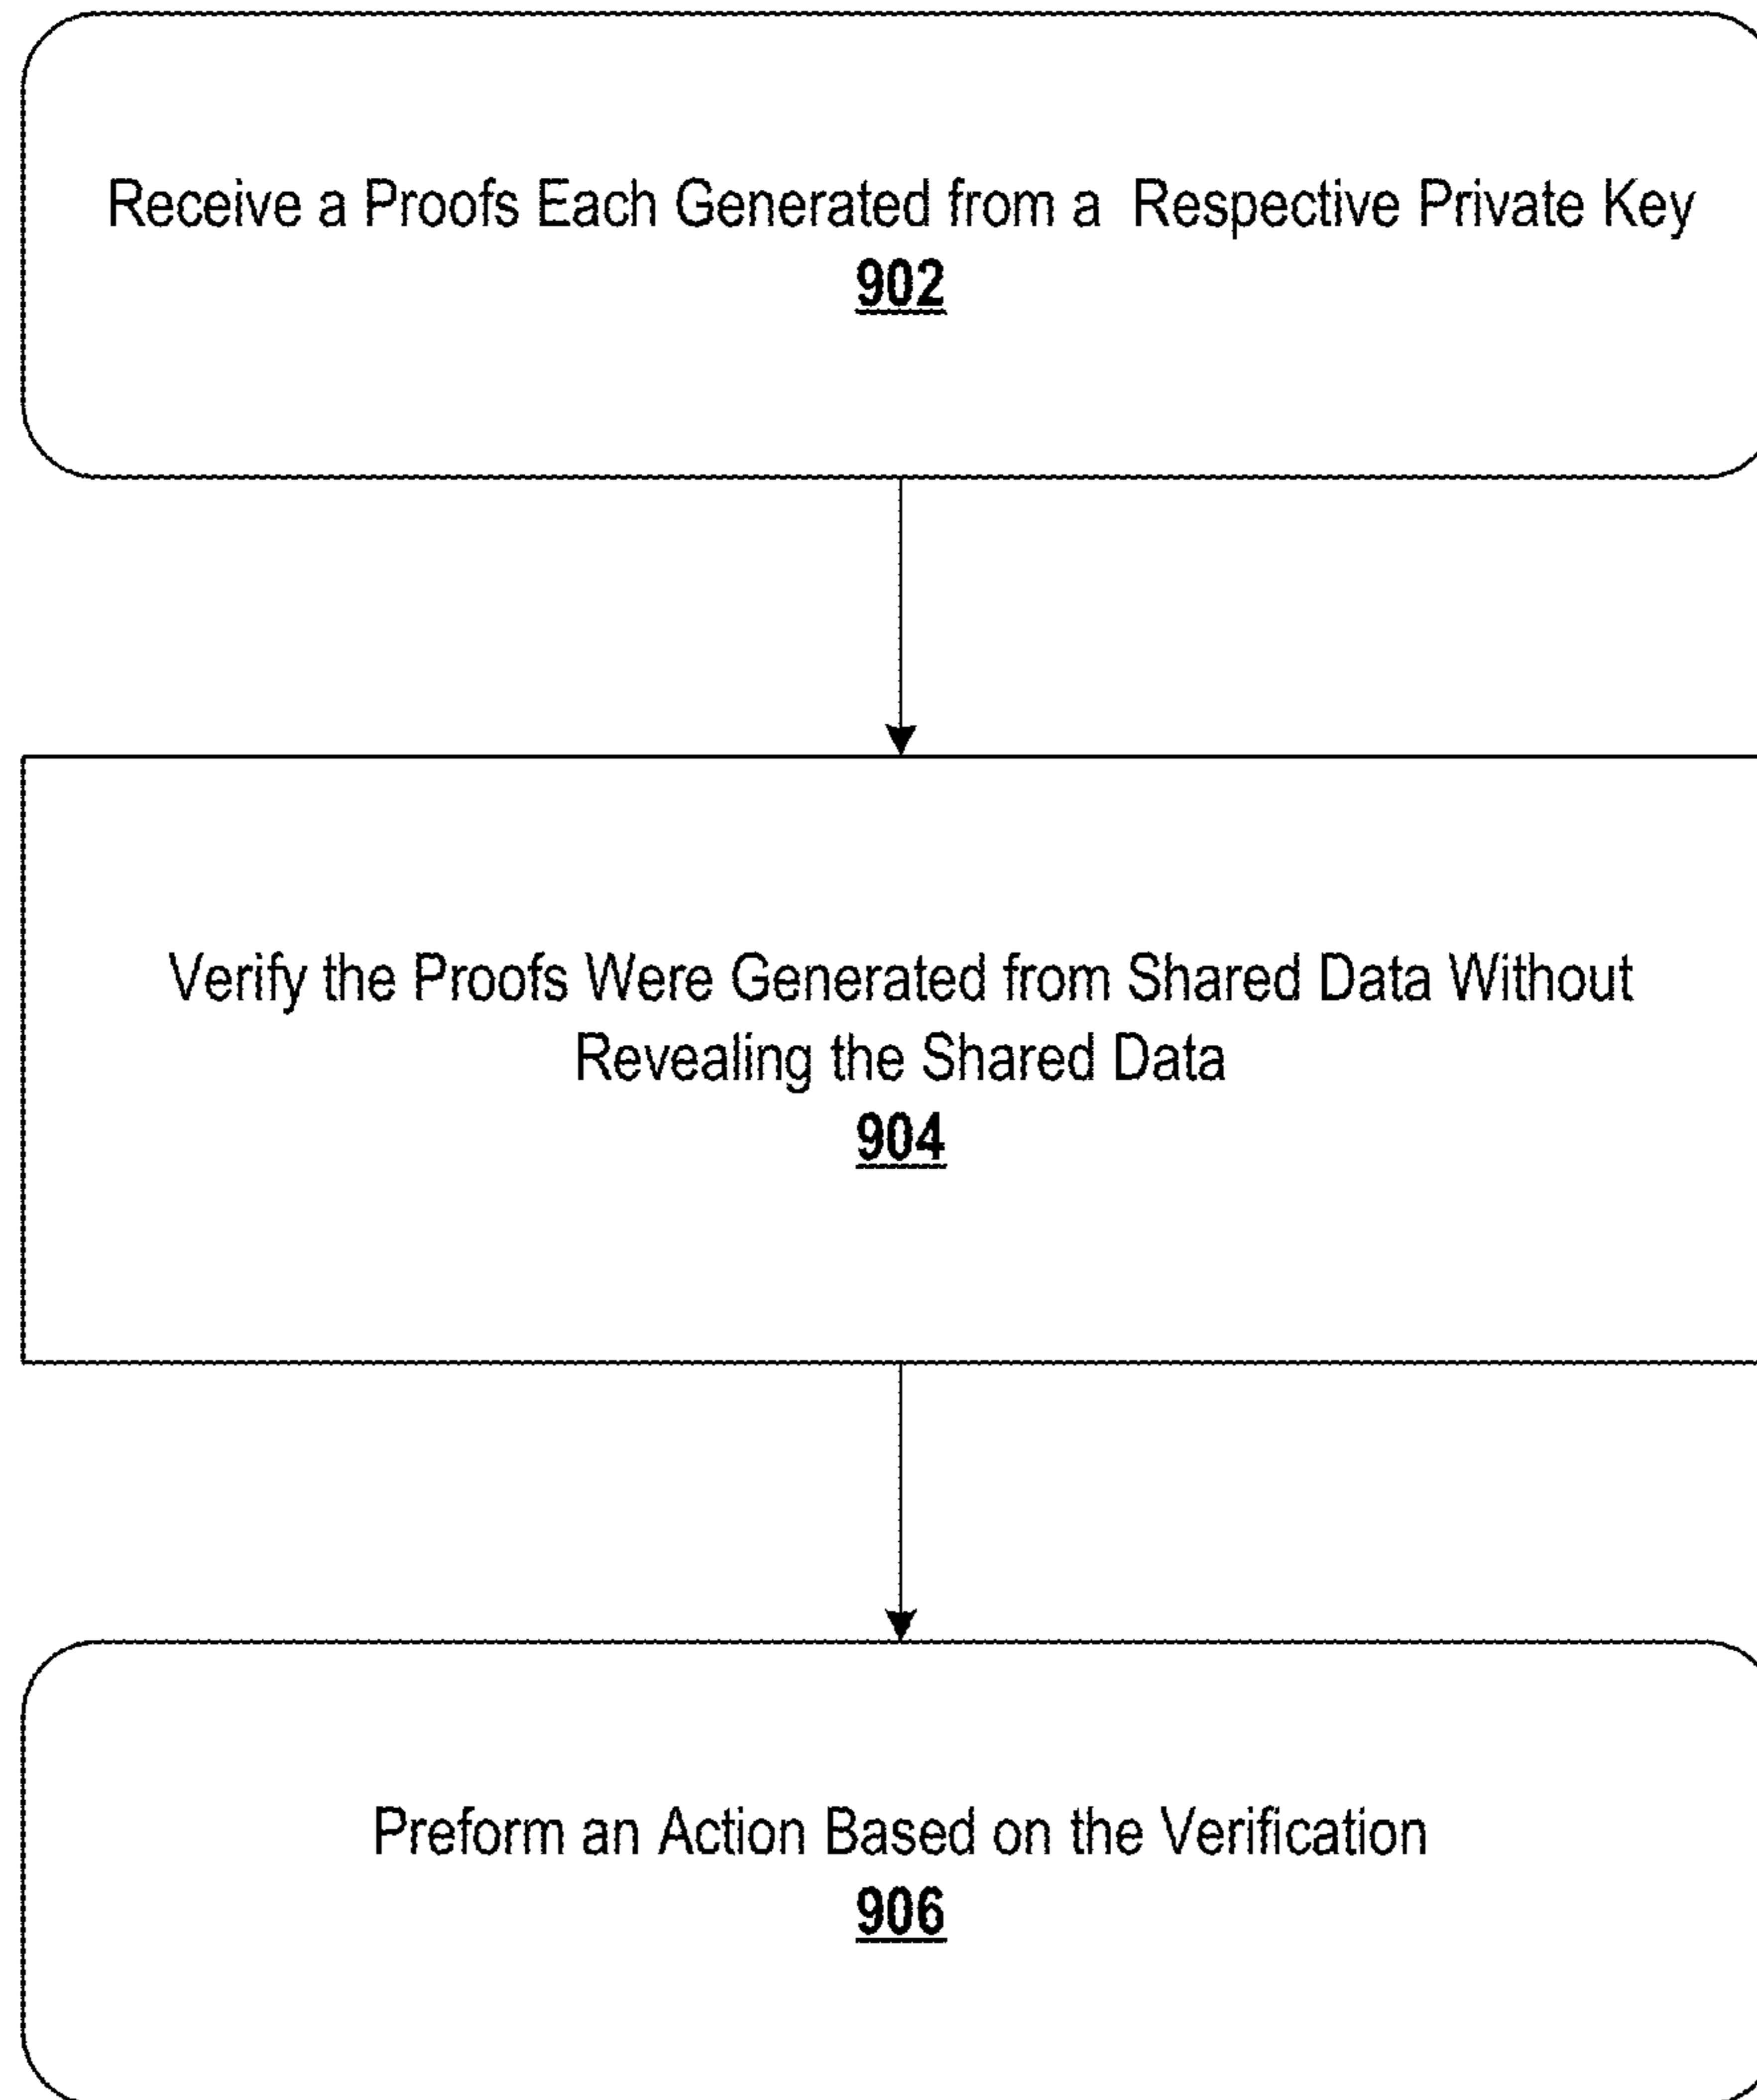 Receive a Proofs Each Generated from a Respective Private Key
902
Verify the Proofs Were Generated from Shared Data Without
Revealing the Shared Data
904
Preform an Action Based on the Verification
906